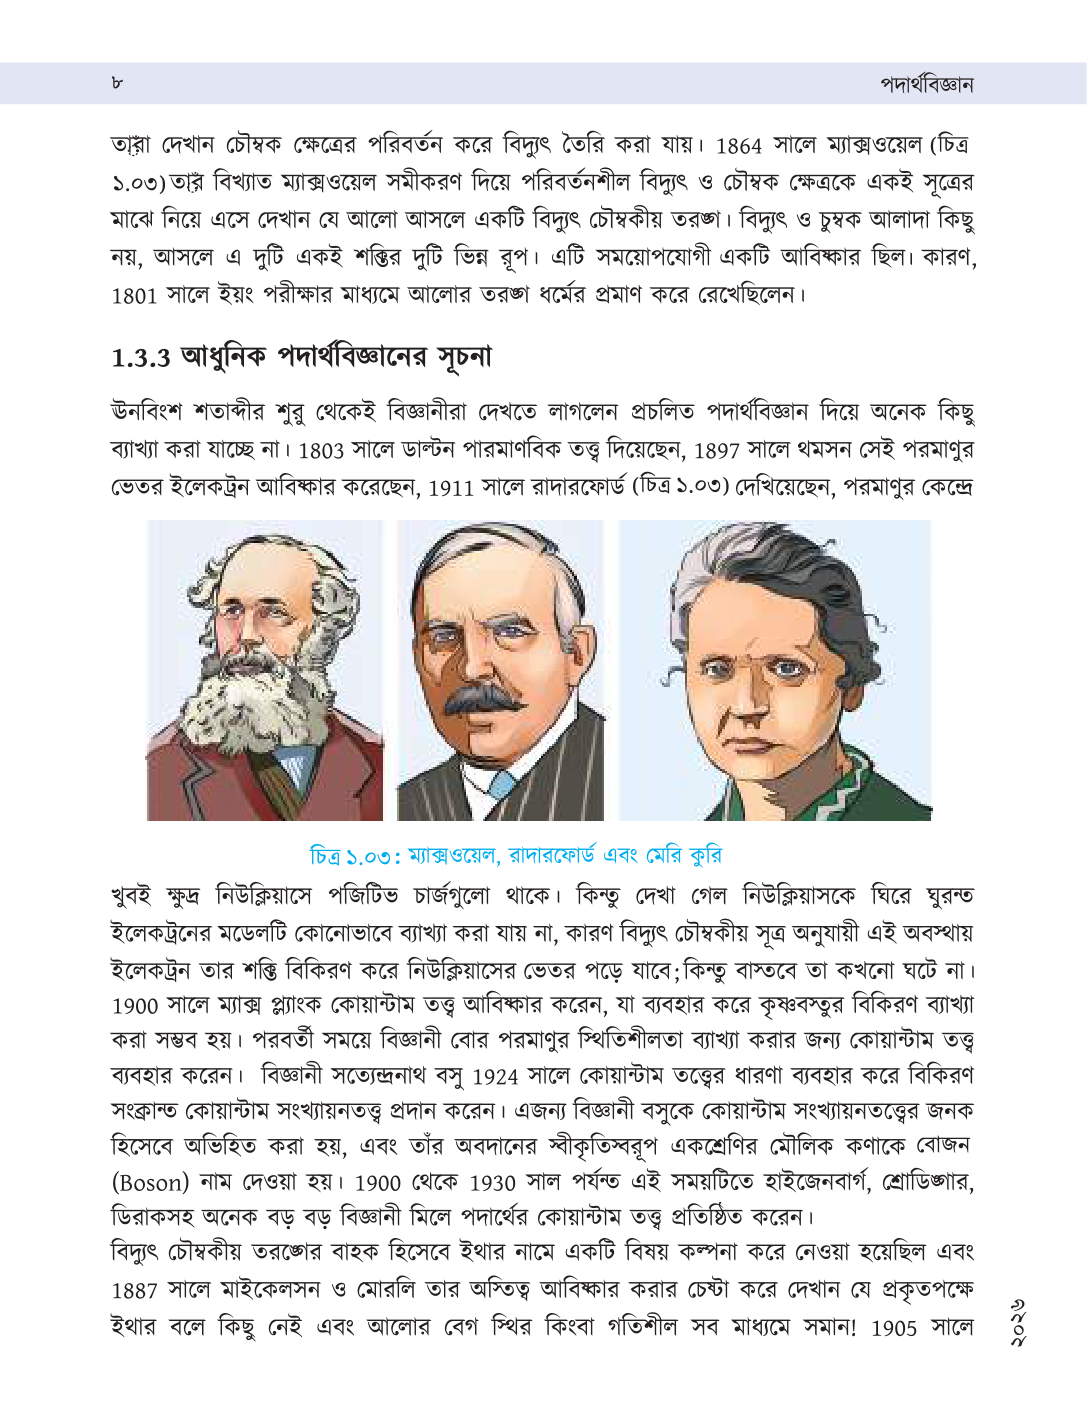 ৮ পদার্থবিজ্ঞান
তারা দেখান চৌম্বক ক্ষেত্রের পরিবর্তন করে বিদ্যুৎ তৈরি করা যায়। 1864 সালে ম্যাক্সওয়েল (চিত্র
১.০৩) তার বিখ্যাত ম্যাক্সওয়েল সমীকরণ দিয়ে পরিবর্তনশীল বিদ্যুৎ ও চৌম্বক ক্ষেত্রকে একই সূত্রের
মাঝে নিয়ে এসে দেখান যে আলো আসলে একটি বিদ্যুৎ চৌম্বকীয় তরঙ্গ। বিদ্যুৎ ও চুম্বক আলাদা কিছু
নয়, আসলে এ দুটি একই শক্তির দুটি ভিন্ন রূপ। এটি সময়োপযোগী একটি আবিষ্কার ছিল। কারণ,
1801 সালে ইয়ং পরীক্ষার মাধ্যমে আলোর তরঙ্গ ধর্মের প্রমাণ করে রেখেছিলেন।
1.3.3 আধুনিক পদার্থবিজ্ঞানের সূচনা
ঊনবিংশ শতাব্দীর শুরু থেকেই বিজ্ঞানীরা দেখতে লাগলেন প্রচলিত পদার্থবিজ্ঞান দিয়ে অনেক কিছু
ব্যাখ্যা করা যাচ্ছে না। 1803 সালে ডাল্টন পারমাণবিক তত্ত্ব দিয়েছেন, 1897 সালে থমসন সেই পরমাণুর
ভেতর ইলেকট্রন আবিষ্কার করেছেন, 1911 সালে রাদারফোর্ড (চিত্র ১.০৩) দেখিয়েছেন, পরমাণুর কেন্দ্রে
চিত্র ১.০৩: ম্যাক্সওয়েল, রাদারফোর্ড এবং মেরি কুরি
খুবই ক্ষুদ্র নিউক্লিয়াসে পজিটিভ চার্জগুলো থাকে। কিন্তু দেখা গেল নিউক্লিয়াসকে ঘিরে ঘুরন্ত
ইলেকট্রনের মডেলটি কোনোভাবে ব্যাখ্যা করা যায় না, কারণ বিদ্যুৎ চৌম্বকীয় সূত্র অনুযায়ী এই অবস্থায়
ইলেকট্রন তার শক্তি বিকিরণ করে নিউক্লিয়াসের ভেতর পড়ে যাবে; কিন্তু বাস্তবে তা কখনো ঘটে না।
1900 সালে ম্যাক্স প্ল্যাংক কোয়ান্টাম তত্ত্ব আবিষ্কার করেন, যা ব্যবহার করে কৃষ্ণবস্তুর বিকিরণ ব্যাখ্যা
করা সম্ভব হয়। পরবর্তী সময়ে বিজ্ঞানী বোর পরমাণুর স্থিতিশীলতা ব্যাখ্যা করার জন্য কোয়ান্টাম তত্ত্ব
ব্যবহার করেন। বিজ্ঞানী সত্যেন্দ্রনাথ বসু 1924 সালে কোয়ান্টাম তত্ত্বের ধারণা ব্যবহার করে বিকিরণ
সংক্রান্ত কোয়ান্টাম সংখ্যায়নতত্ত্ব প্রদান করেন। এজন্য বিজ্ঞানী বসুকে কোয়ান্টাম সংখ্যায়নতত্ত্বের জনক
হিসেবে অভিহিত করা হয়, এবং তাঁর অবদানের স্বীকৃতিস্বরূপ একশ্রেণির মৌলিক কণাকে বোজন
(Boson) নাম দেওয়া হয়। 1900 থেকে 1930 সাল পর্যন্ত এই সময়টিতে হাইজেনবার্গ, শ্রোডিঙ্গার,
ডিরাকসহ অনেক বড় বড় বিজ্ঞানী মিলে পদার্থের কোয়ান্টাম তত্ত্ব প্রতিষ্ঠিত করেন।
বিদ্যুৎ চৌম্বকীয় তরঙ্গের বাহক হিসেবে ইথার নামে একটি বিষয় কল্পনা করে নেওয়া হয়েছিল এবং
1887 সালে মাইকেলসন ও মোরলি তার অস্তিত্ব আবিষ্কার করার চেষ্টা করে দেখান যে প্রকৃতপক্ষে
ইথার বলে কিছু নেই এবং আলোর বেগ স্থির কিংবা গতিশীল সব মাধ্যমে সমান! 1905 সালে
২০২৬